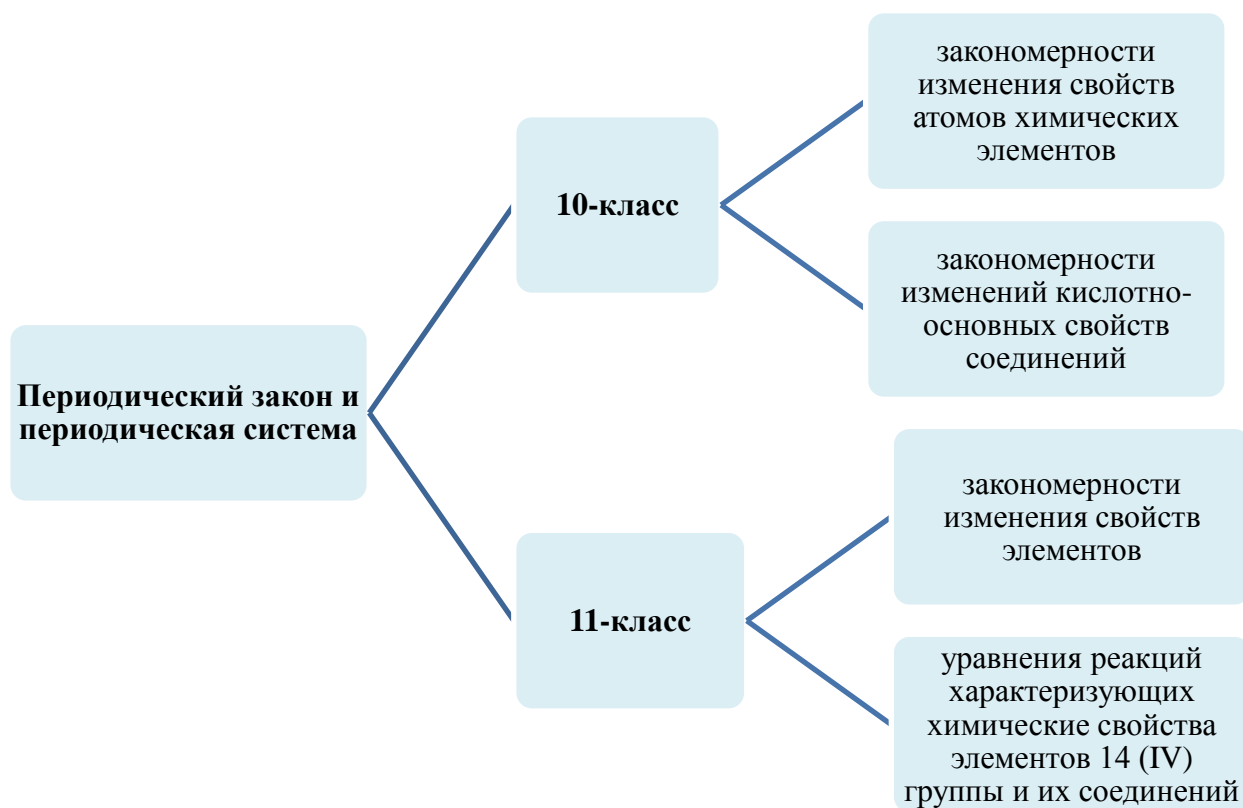 Периодический закон и
периодическая система
10-класс
закономерности
изменения свойств
атомов химических
элементов
закономерности
изменений кислотно-
основных свойств
соединений
11-класс
закономерности
изменения свойств
элементов
уравнения реакций
характеризующих
химические свойства
элементов 14 (IV)
группы и их соединений